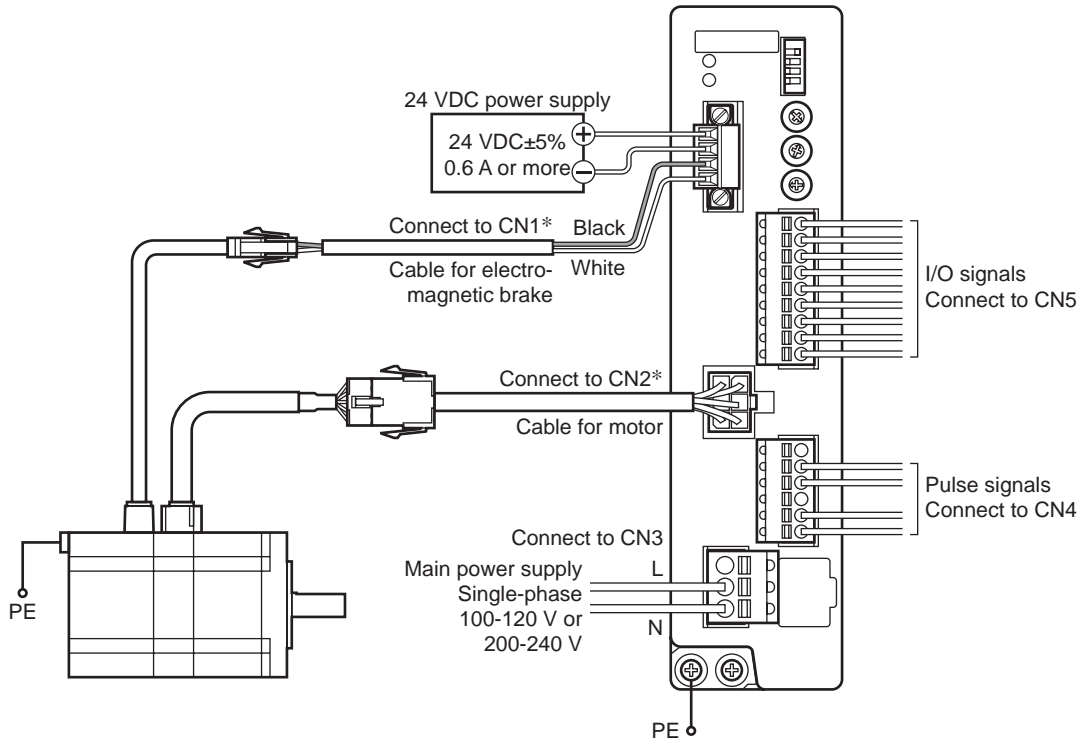 24 VDC power supply
24 VDC±5%
0.6 A or more
+
−
Connect to CN1*
Black
Cable for electro-
magnetic brake
White
I/O signals
Connect to CN5
Connect to CN2*
Cable for motor
Pulse signals
Connect to CN4
Connect to CN3
Main power supply
Single-phase
100-120 V or
200-240 V
L
N
PE
PE